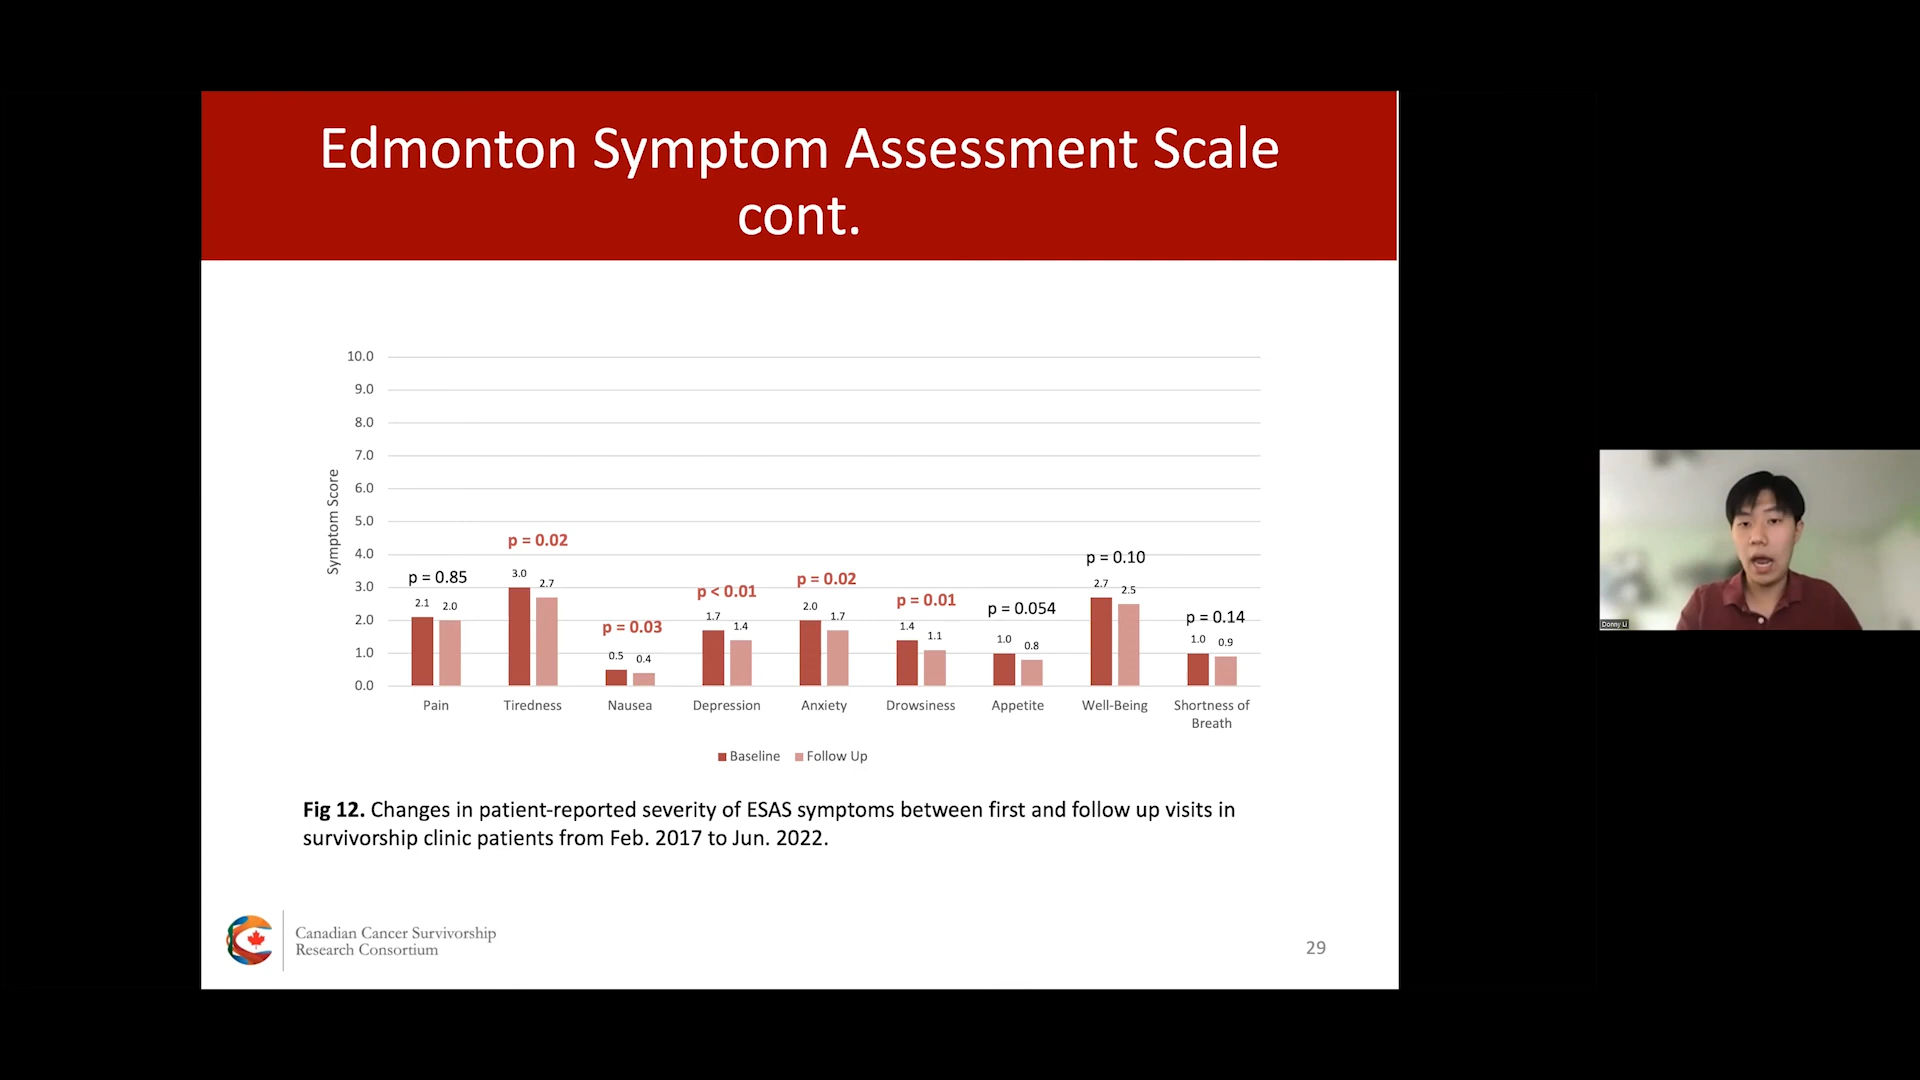 Edmonton Symptom Assessment Scale
cont.
10.0
9.0
8.0
7.0
6.0
5.0
4.0
3.0
2.0
1.0
0.0
Symptom Score
p = 0.85
2.1 2.0
p = 0.02
3.0 2.7
p = 0.03
0.5 0.4
p < 0.01
1.7 1.4
p = 0.02
2.0 1.7
p = 0.01
1.4 1.1
p = 0.054
1.0 0.8
p = 0.10
2.7 2.5
p = 0.14
1.0 0.9
Pain Tiredness Nausea Depression Anxiety Drowsiness Appetite Well-Being Shortness of
Breath
Baseline Follow Up
Fig 12. Changes in patient-reported severity of ESAS symptoms between first and follow up visits in
survivorship clinic patients from Feb. 2017 to Jun. 2022.
Canadian Cancer Survivorship
Research Consortium
29
Donny Li